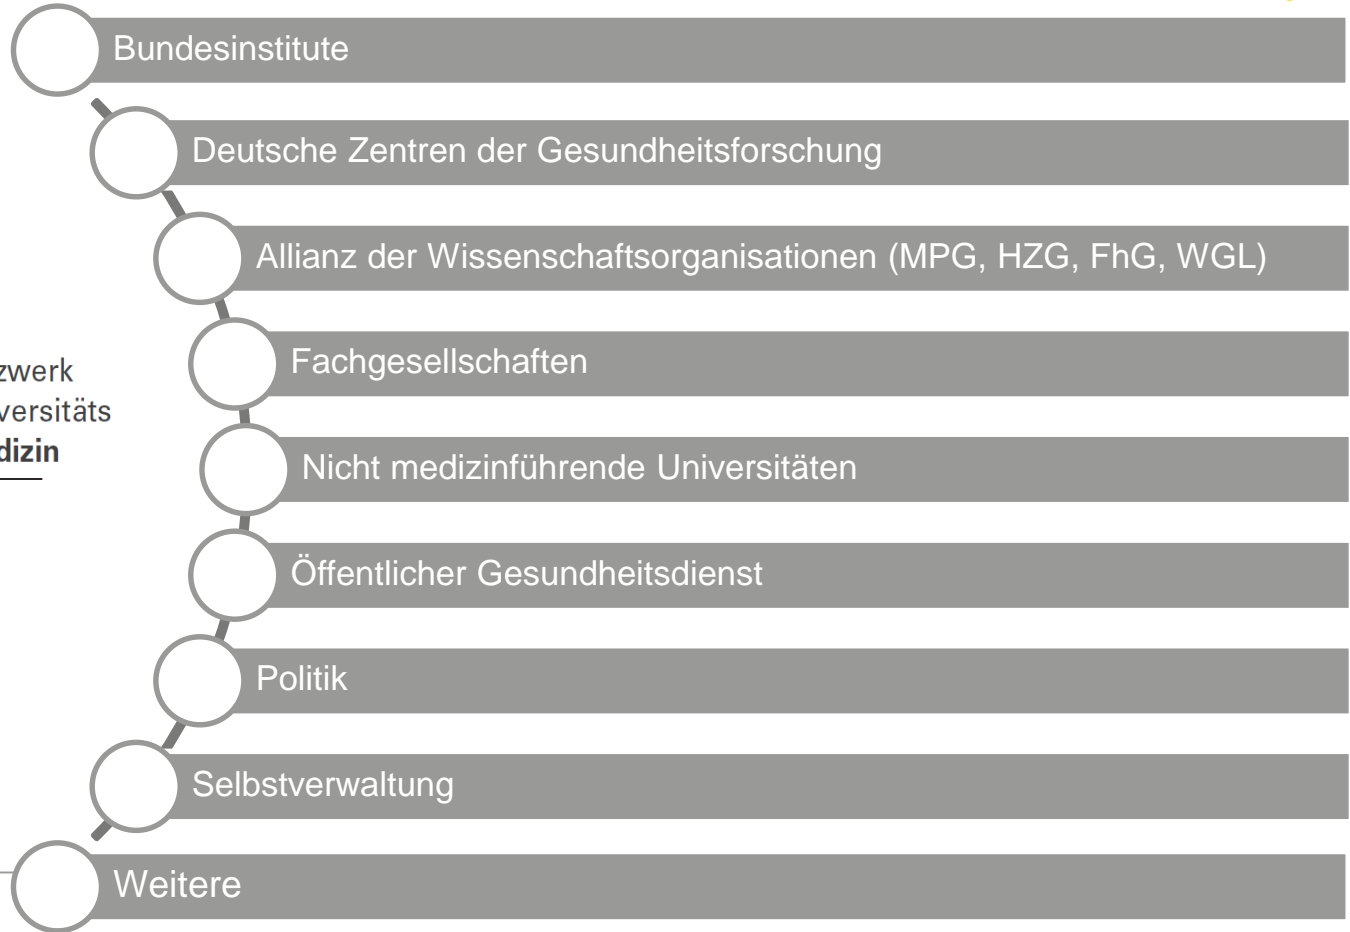 Bundesinstitute
Deutsche Zentren der Gesundheitsforschung
Allianz der Wissenschaftsorganisationen (MPG, HZG, FhG, WGL)
Fachgesellschaften
zwerk
versitäts
dizin
Nicht medizinführende Universitäten
Öffentlicher Gesundheitsdienst
Politik
Selbstverwaltung
Weitere